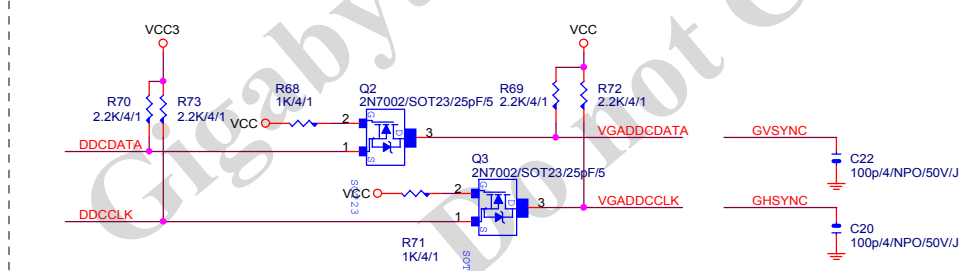 VCC3
VCC
R68
1K/4/1
Q2
2N7002/SOT23/25pF/5
R69
2.2K/4/1
R72
2.2K/4/1
R70
2.2K/4/1
R73
2.2K/4/1
VCC
2
G
D
S
3
1
DDCDATA
VGADDCDATA
GVSYNC
Q3
2N7002/SOT23/25pF/5
C22
100p/4/NPO/50V/J
VCC
2
G
D
S
3
1
DDCCLK
VGADDCCLK
GHSYNC
R71
1K/4/1
C20
100p/4/NPO/50V/J
SOT
Gigaby
Do not C